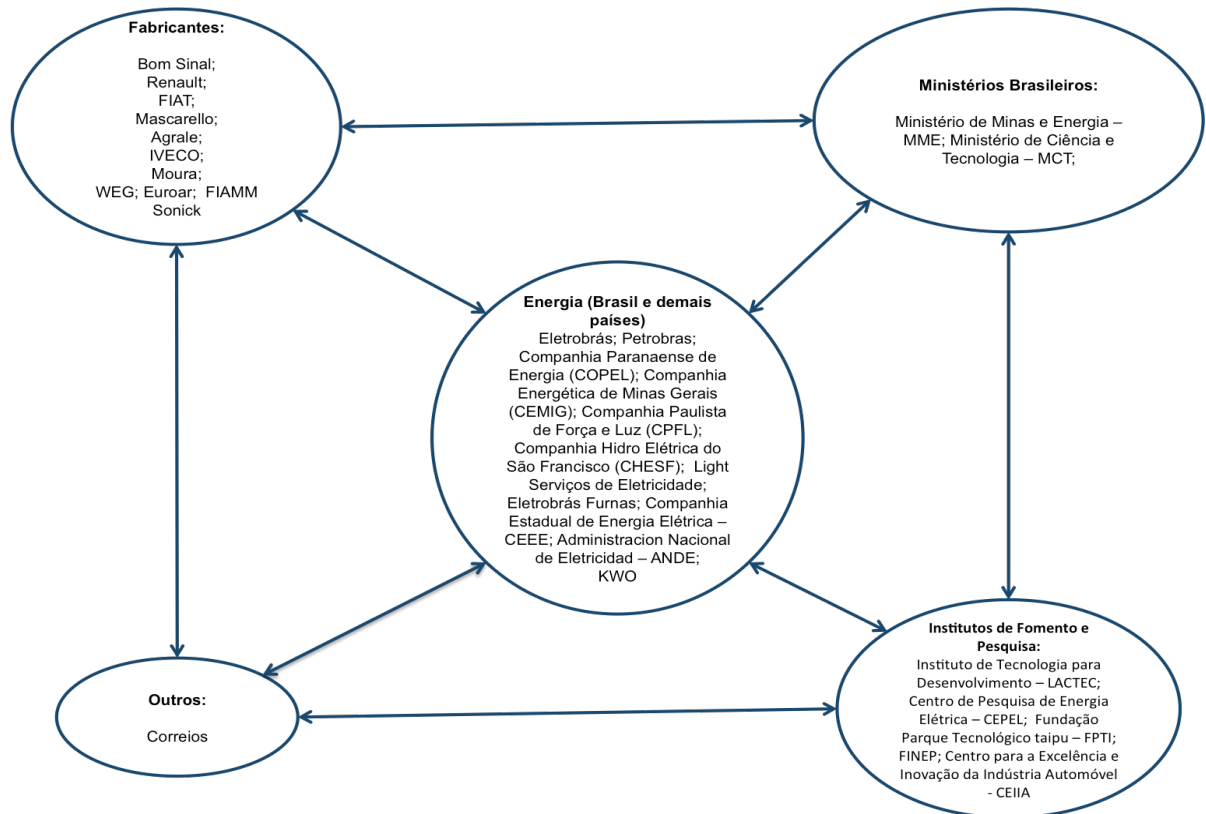 Fabricantes:
Bom Sinal;
Renault;
FIAT;
Mascarello;
Agrale;
IVECO;
Moura;
WEG; Euroar; FIAMM
Sonick
Ministérios Brasileiros:
Ministério de Minas e Energia –
MME; Ministério de Ciência e
Tecnologia – MCT;
Energia (Brasil e demais
países)
Eletrobrás; Petrobras;
Companhia Paranaense de
Energia (COPEL); Companhia
Energética de Minas Gerais
(CEMIG); Companhia Paulista
de Força e Luz (CPFL);
Companhia Hidro Elétrica do
São Francisco (CHESF); Light
Serviços de Eletricidade;
Eletrobrás Furnas; Companhia
Estadual de Energia Elétrica –
CEEE; Administracion Nacional
de Eletricidad – ANDE;
KWO
Outros:
Correios
Institutos de Fomento e
Pesquisa:
Instituto de Tecnologia para
Desenvolvimento – LACTEC;
Centro de Pesquisa de Energia
Elétrica – CEPEL; Fundação
Parque Tecnológico taipu – FPTI;
FINEP; Centro para a Excelência e
Inovação da Indústria Automóvel
- CEIIA